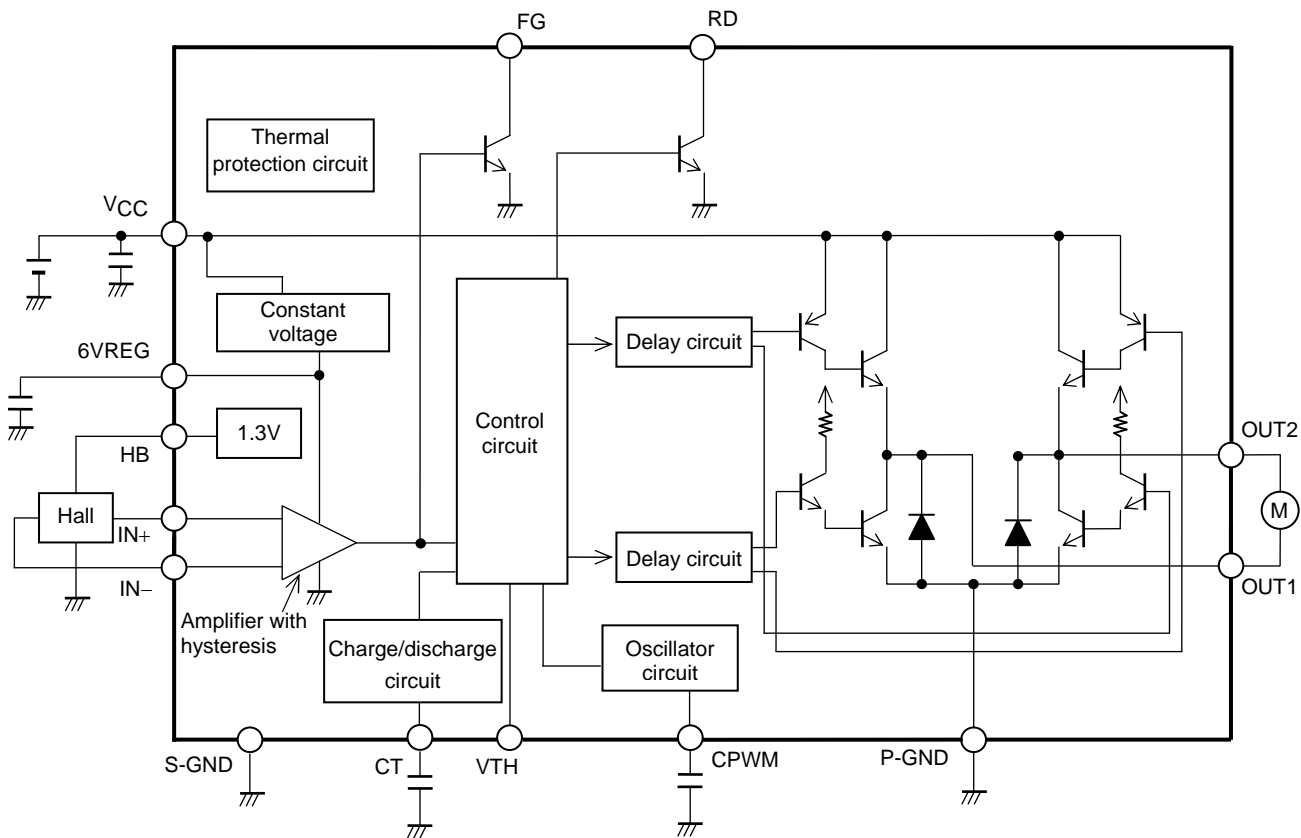 FG
RD
Thermal
protection circuit
VCC
Constant
voltage
6VREG
Delay circuit
1.3V
HB
Control
circuit
OUT2
Hall
IN+
M
IN−
Delay circuit
OUT1
Amplifier with
hysteresis
Charge/discharge
circuit
Oscillator
circuit
S-GND
CT
VTH
CPWM
P-GND